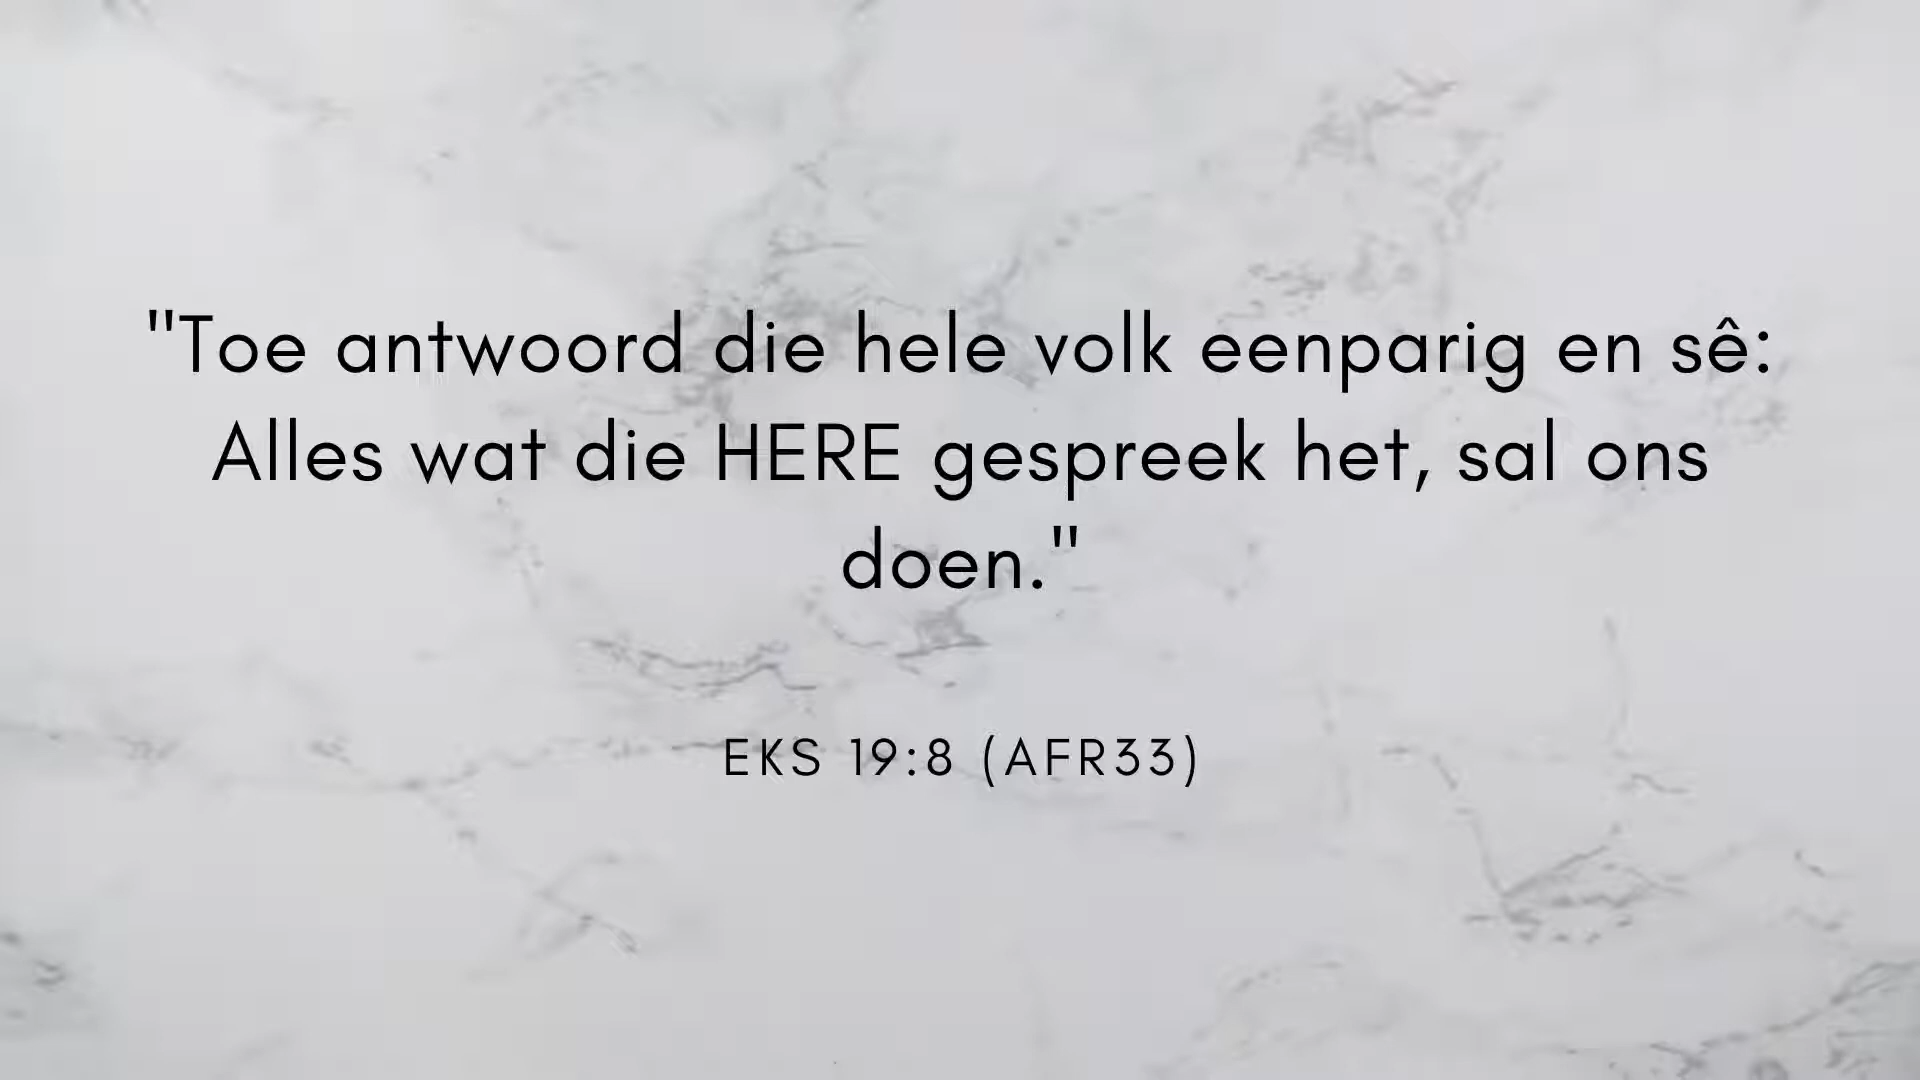 "Toe antwoord die hele volk eenparig en sê:
Alles wat die HERE gespreek het, sal ons
doen."
EKS 19:8 (AFR33)